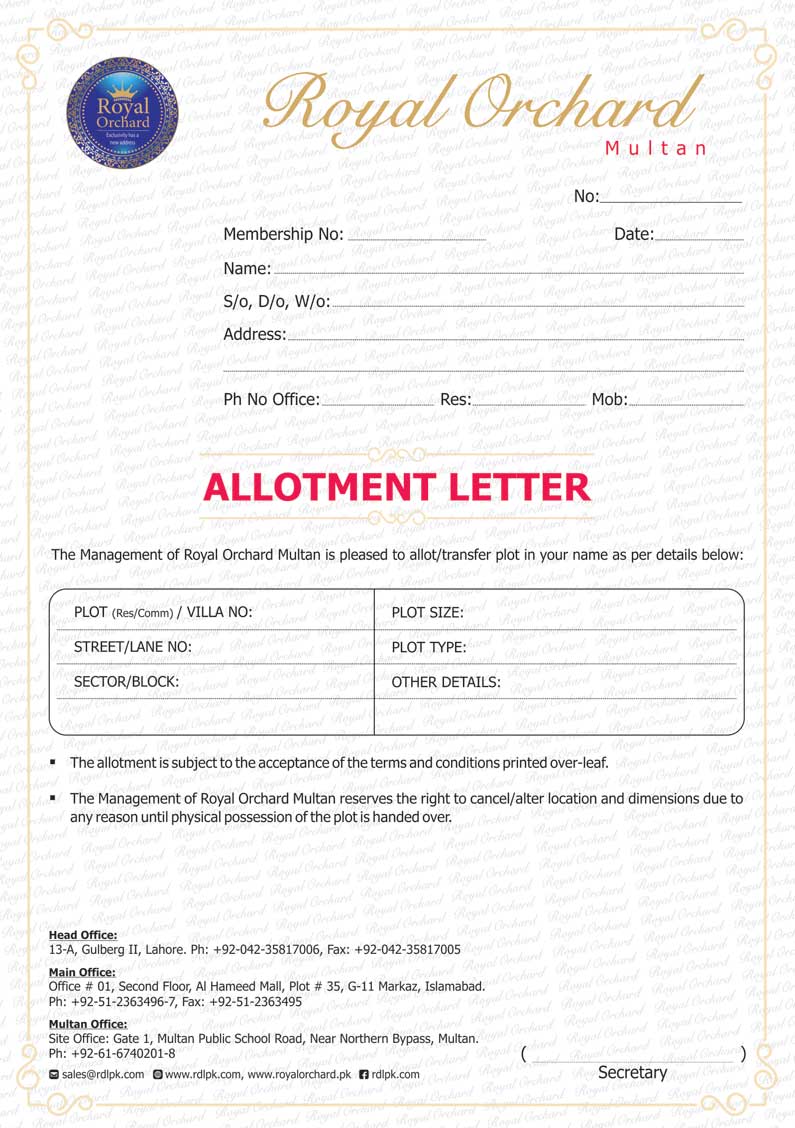 Royal
Orchard
Exclusivity has a
new address
Royal Orchard
Multan
No:
Membership No:
Date:
Name:
S/o, D/o, W/o:
Address:
Ph No Office: Res: Mob:
ALLOTMENT LETTER
The Management of Royal Orchard Multan is pleased to allot/transfer plot in your name as per details below:
PLOT (Res/Comm) / VILLA NO:
PLOT SIZE:
STREET/LANE NO:
PLOT TYPE:
SECTOR/BLOCK:
OTHER DETAILS:
▪ The allotment is subject to the acceptance of the terms and conditions printed over-leaf.
▪ The Management of Royal Orchard Multan reserves the right to cancel/alter location and dimensions due to
any reason until physical possession of the plot is handed over.
Head Office:
13-A, Gulberg II, Lahore. Ph: +92-042-35817006, Fax: +92-042-35817005
Main Office:
Office # 01, Second Floor, Al Hameed Mall, Plot # 35, G-11 Markaz, Islamabad.
Ph: +92-51-2363496-7, Fax: +92-51-2363495
Multan Office:
Site Office: Gate 1, Multan Public School Road, Near Northern Bypass, Multan.
Ph: +92-61-6740201-8
sales@rdlpk.com www.rdlpk.com, www.royalorchard.pk rdlpk.com
( )
Secretary